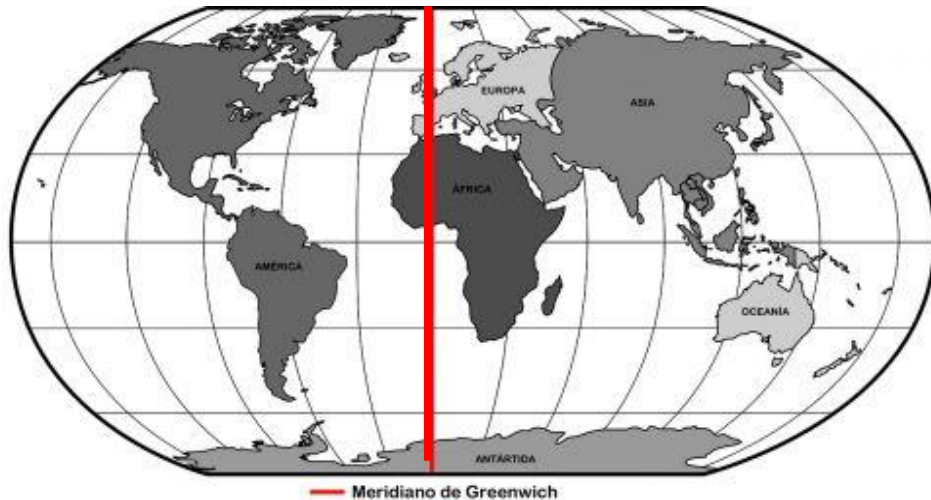 EUROPA
ASIA
ÁFRICA
AMÉRICA
OCEANÍA
ANTÁRTIDA
Meridiano de Greenwich